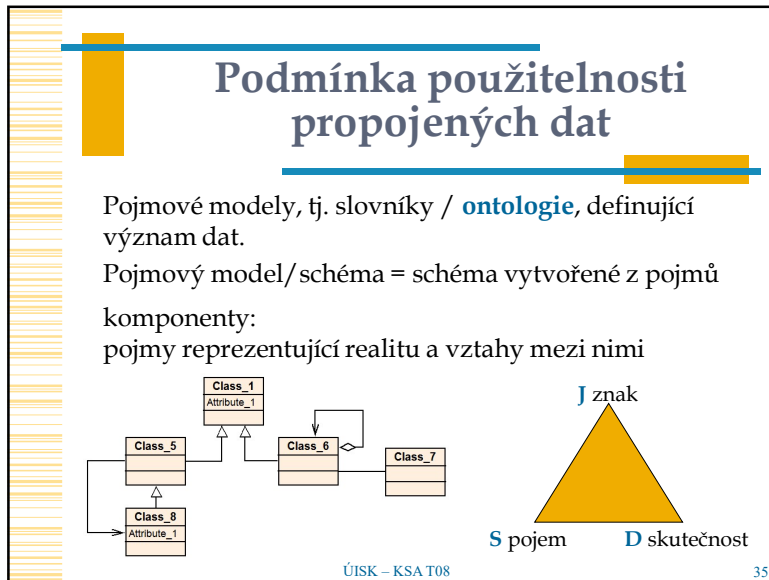 Podmínka použitelnosti
propojených dat
Pojmové modely, tj. slovníky / ontologie, definující
význam dat.
Pojmový model/schéma = schéma vytvořené z pojmů
komponenty:
pojmy reprezentující realitu a vztahy mezi nimi
Class_1
Attribute_1
Class_5
Class_6
Class_7
Class_8
Attribute_1
J znak
S pojem
D skutečnost
ÚISK – KSA T08
35